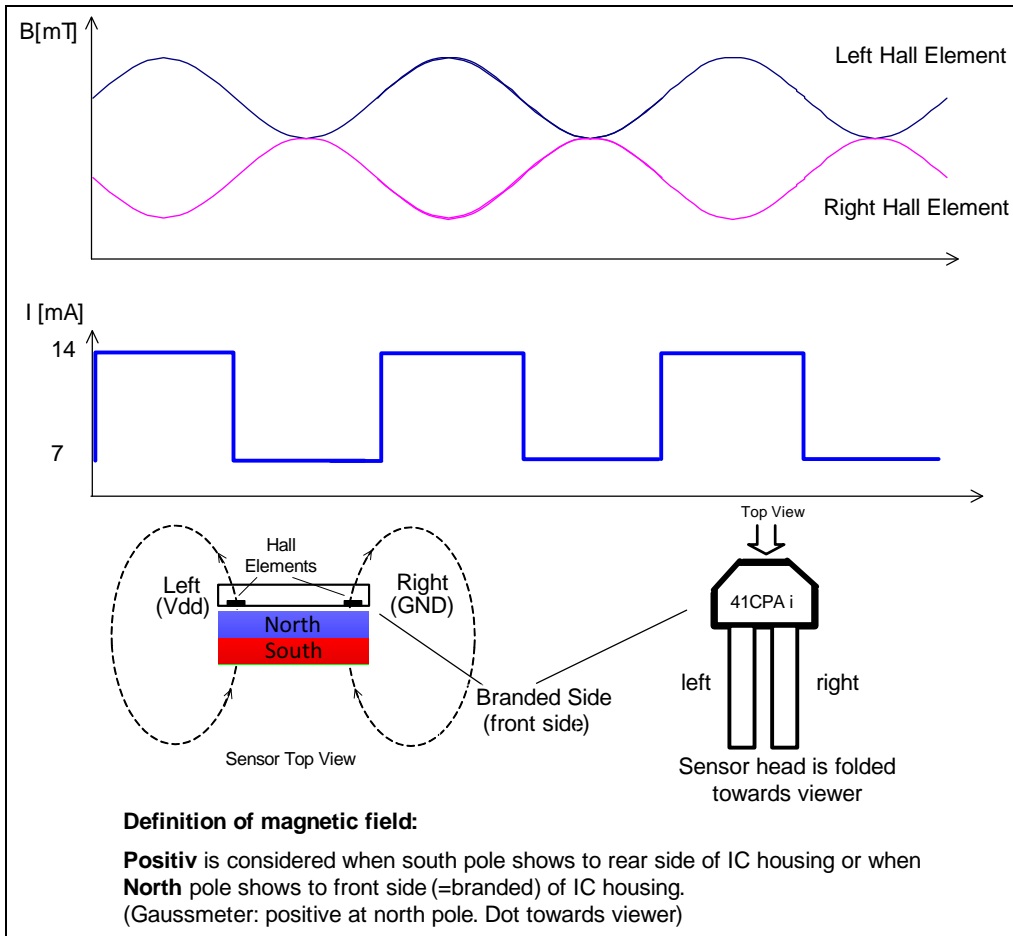 B[mT]
Left Hall Element
Right Hall Element
I [mA]
14
7
Hall
Elements
Left
(Vdd)
Right
(GND)
North
South
Branded Side
(front side)
Sensor Top View
Top View
41CPA i
left
right
Sensor head is folded
towards viewer
Definition of magnetic field:
Positiv is considered when south pole shows to rear side of IC housing or when
North pole shows to front side (=branded) of IC housing.
(Gaussmeter: positive at north pole. Dot towards viewer)